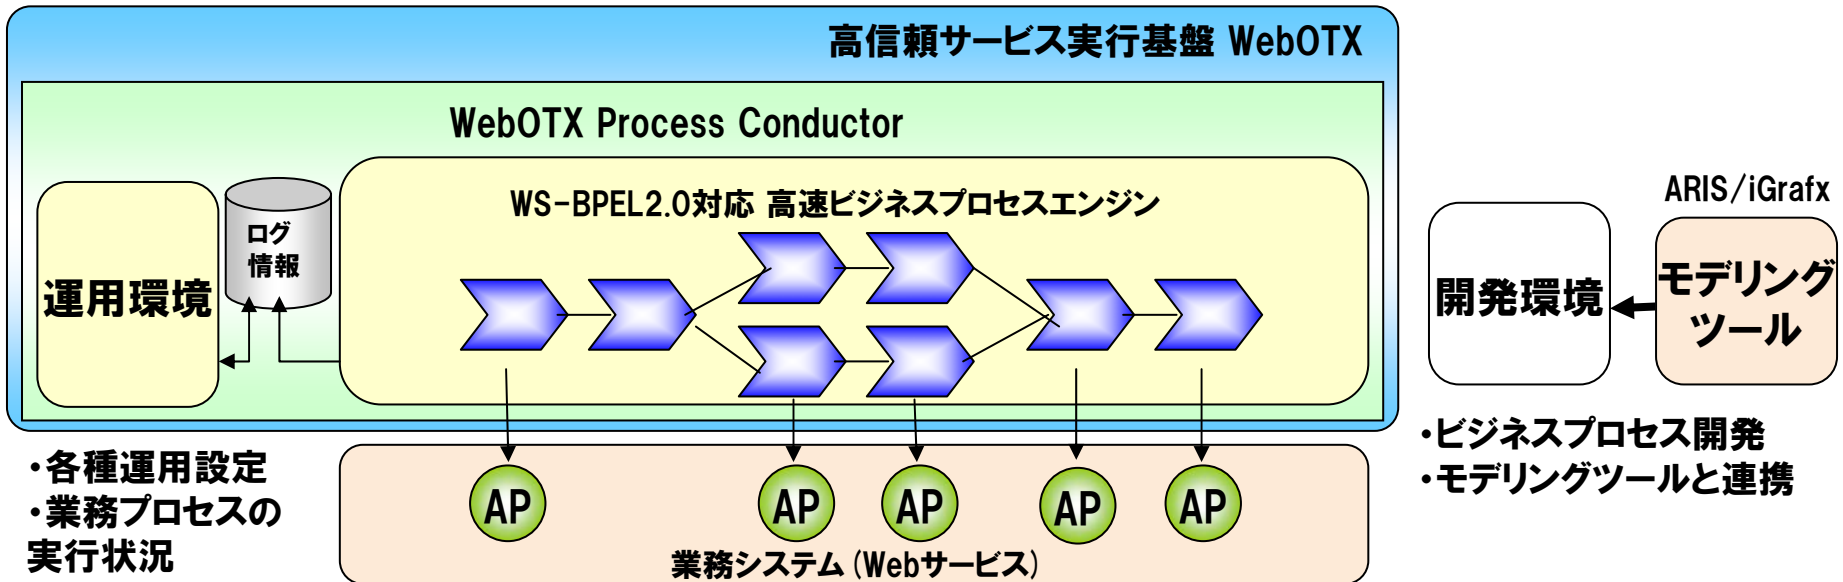 高信頼サービス実行基盤 WebOTX
WebOTX Process Conductor
WS-BPEL2.0対応 高速ビジネスプロセスエンジン
ログ
情報
運用環境
ARIS/iGrafx
開発環境
モデリング
ツール
・各種運用設定
・業務プロセスの
実行状況
AP
AP
AP
AP
AP
業務システム(Webサービス)
・ビジネスプロセス開発
・モデリングツールと連携